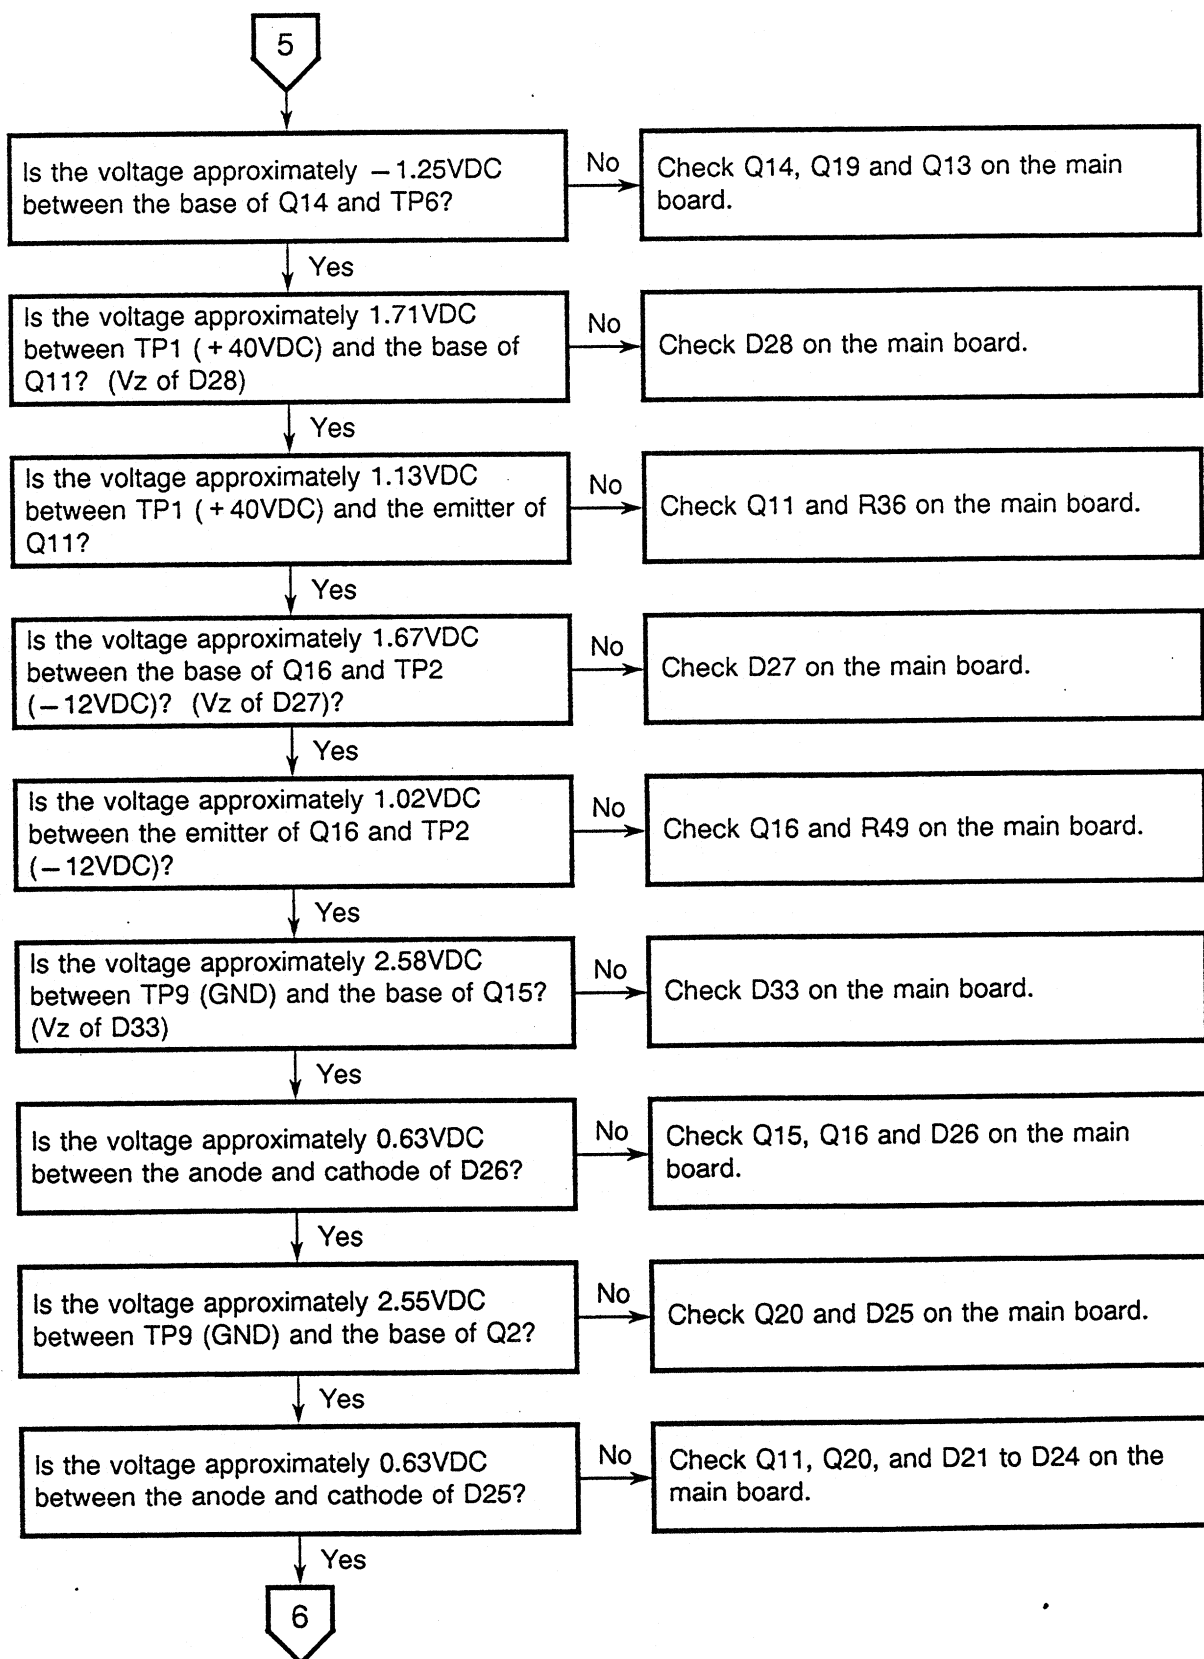 5
Is the voltage approximately –1.25VDC
between the base of Q14 and TP6?
No
Check Q14, Q19 and Q13 on the main
board.
Yes
Is the voltage approximately 1.71VDC
between TP1 (+40VDC) and the base of
Q11? (Vz of D28)
No
Check D28 on the main board.
Yes
Is the voltage approximately 1.13VDC
between TP1 (+40VDC) and the emitter of
Q11?
No
Check Q11 and R36 on the main board.
Yes
Is the voltage approximately 1.67VDC
between the base of Q16 and TP2
(–12VDC)? (Vz of D27)?
No
Check D27 on the main board.
Yes
Is the voltage approximately 1.02VDC
between the emitter of Q16 and TP2
(–12VDC)?
No
Check Q16 and R49 on the main board.
Yes
Is the voltage approximately 2.58VDC
between TP9 (GND) and the base of Q15?
(Vz of D33)
No
Check D33 on the main board.
Yes
Is the voltage approximately 0.63VDC
between the anode and cathode of D26?
No
Check Q15, Q16 and D26 on the main
board.
Yes
Is the voltage approximately 2.55VDC
between TP9 (GND) and the base of Q2?
No
Check Q20 and D25 on the main board.
Yes
Is the voltage approximately 0.63VDC
between the anode and cathode of D25?
No
Check Q11, Q20, and D21 to D24 on the
main board.
Yes
6